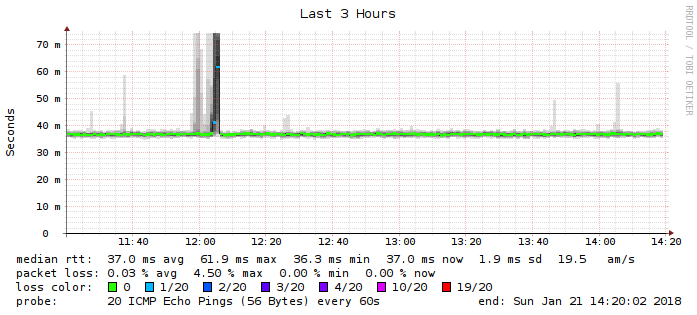 Last 3 Hours
RRDTOOL / TOBI OETIKER
Seconds
70 m
60 m
50 m
40 m
30 m
20 m
10 m
0
11:40 12:00 12:20 12:40 13:00 13:20 13:40 14:00 14:20
median rtt: 37.0 ms avg 61.9 ms max 36.3 ms min 37.0 ms now 1.9 ms sd 19.5 am/s
packet loss: 0.03 % avg 4.50 % max 0.00 % min 0.00 % now
loss color: 0 1/20 2/20 3/20 4/20 10/20 19/20
probe: 20 ICMP Echo Pings (56 Bytes) every 60s end: Sun Jan 21 14:20:02 2018